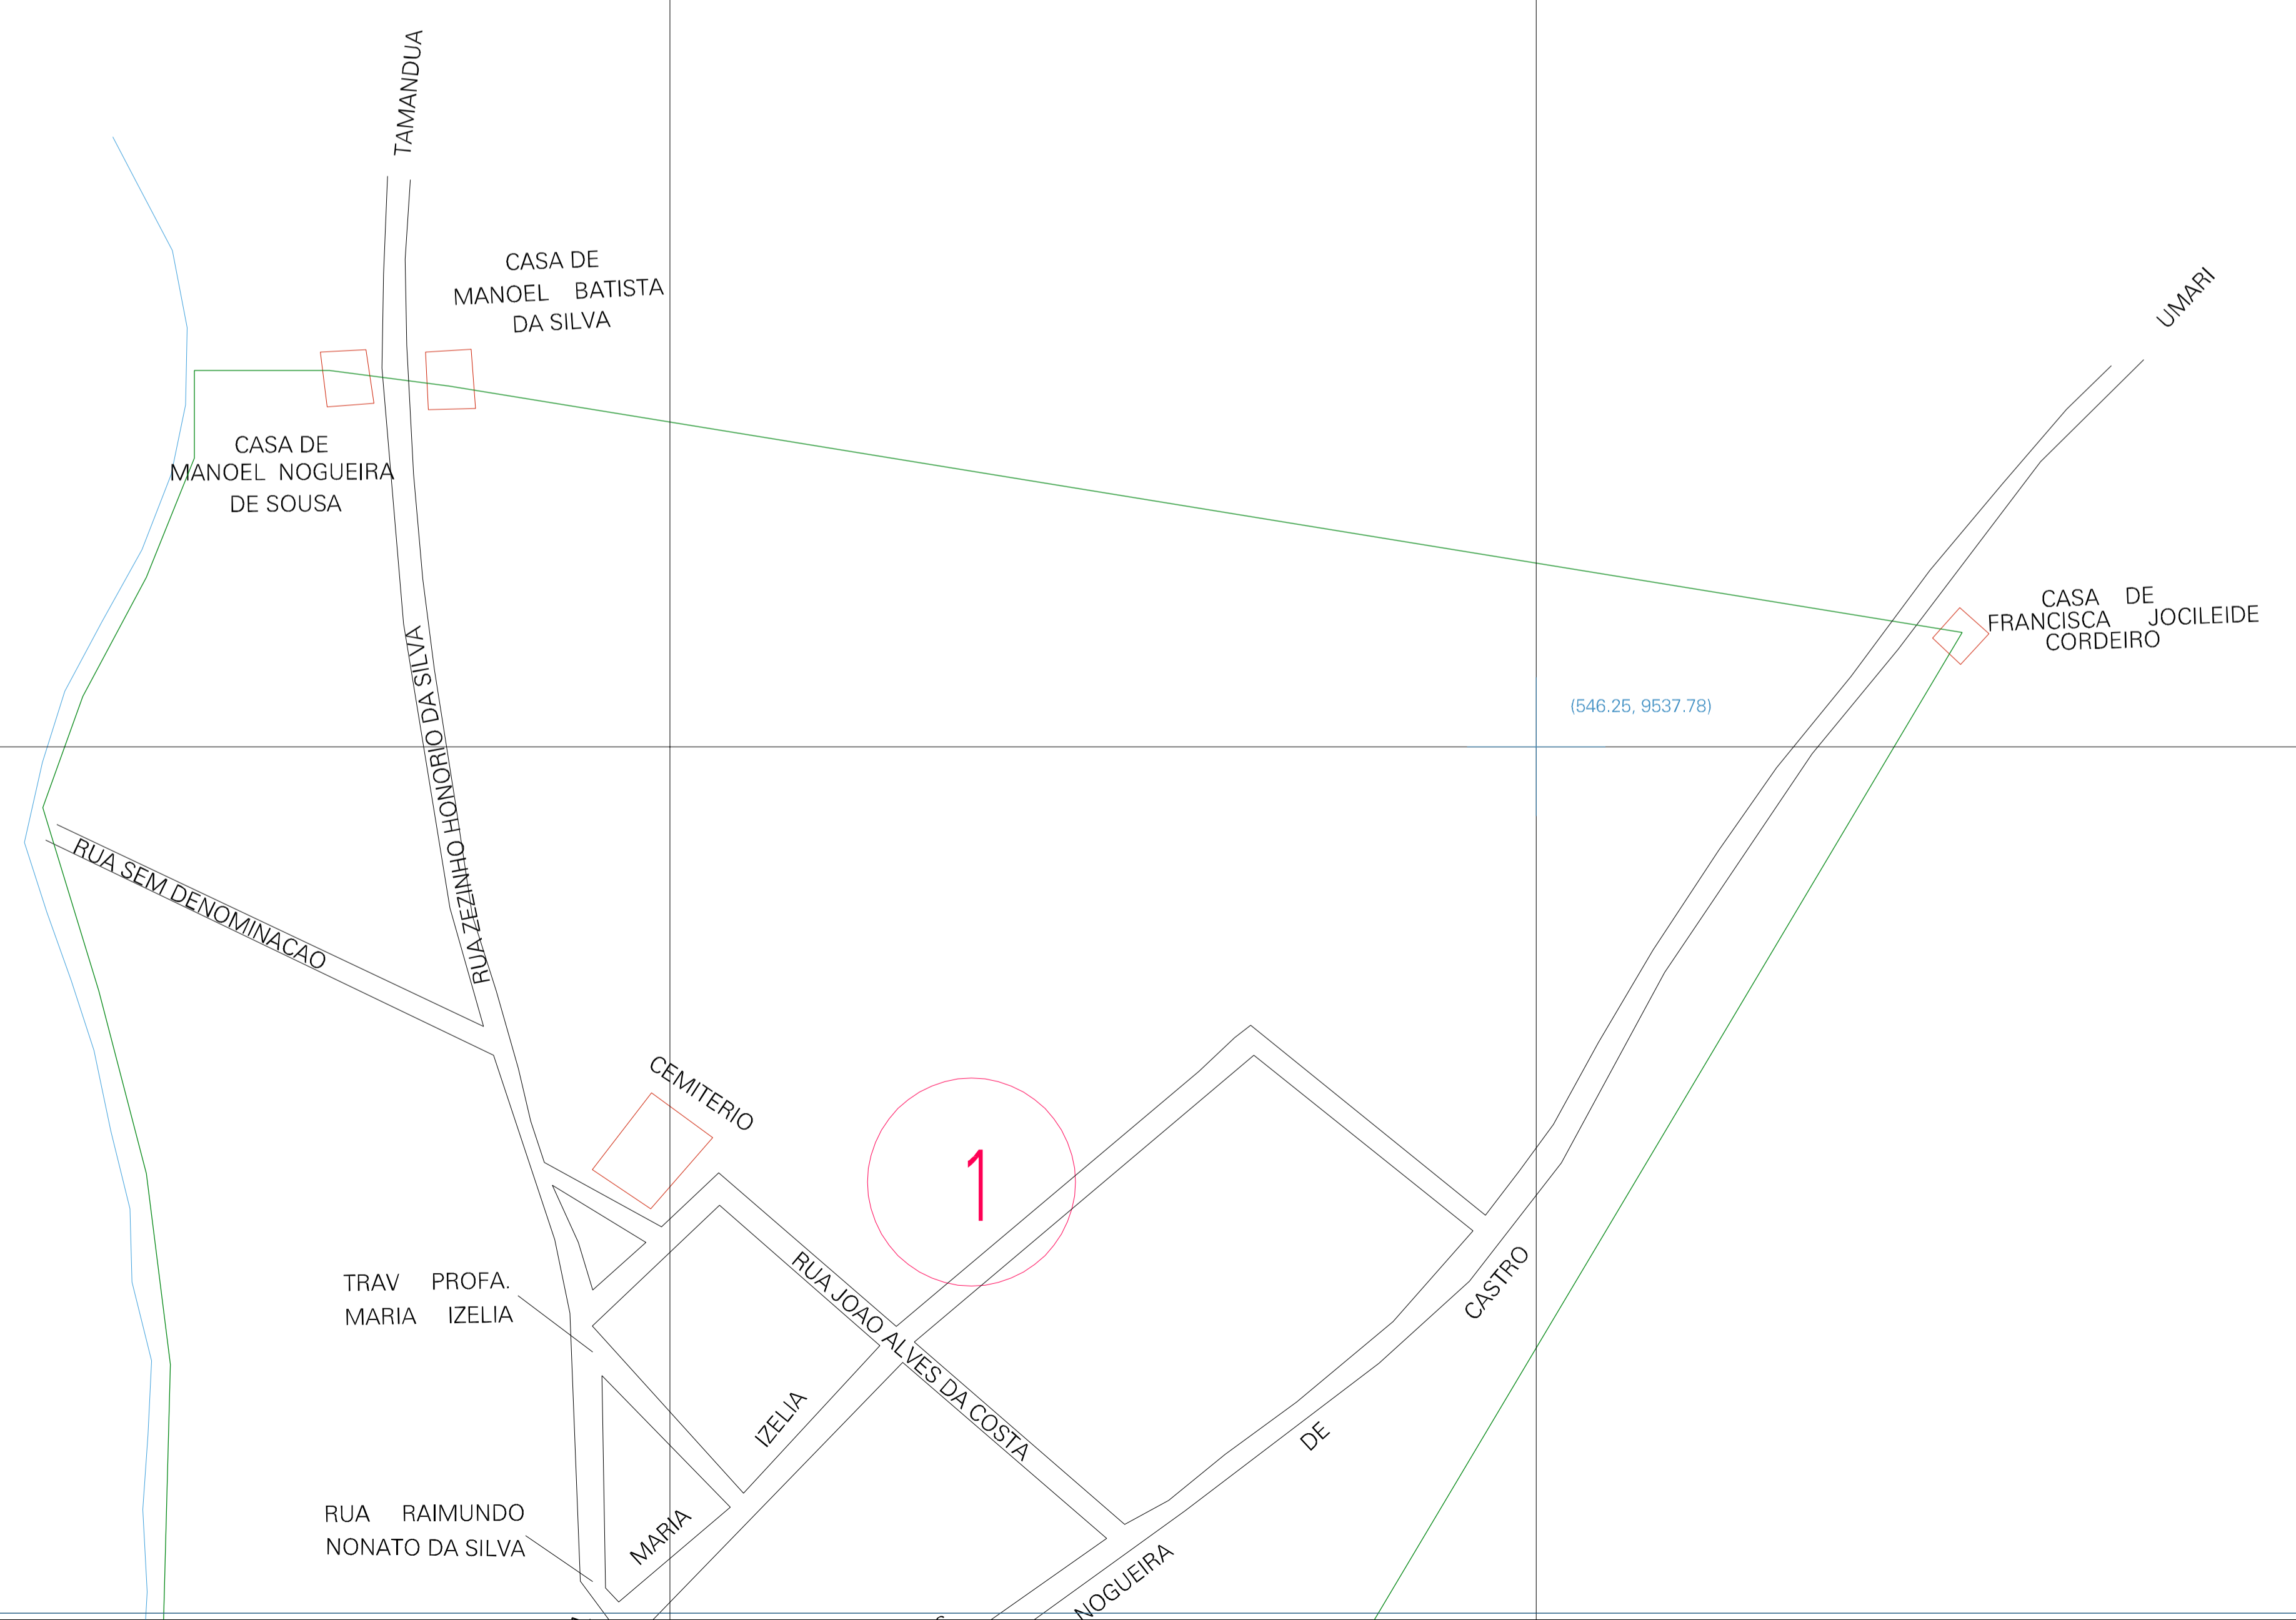 TAMANDUA
CASA DE
MANOEL BATISTA
DA SILVA
UMARI
CASA DE
MANOEL NOGUEIRA
DE SOUSA
CASA DE
FRANCISCA JOCILEIDE
CORDEIRO
(546.25, 9537.78)
RUA ZEZINHO HONORIO DA SILVA
RUA SEM DENOMINACAO
CEMITERIO
1
TRAV PROFA.
MARIA IZELIA
RUA JOAO ALVES DA COSTA
CASTRO
DE
NOGUEIRA
IZELIA
MARIA
RUA RAIMUNDO
NONATO DA SILVA